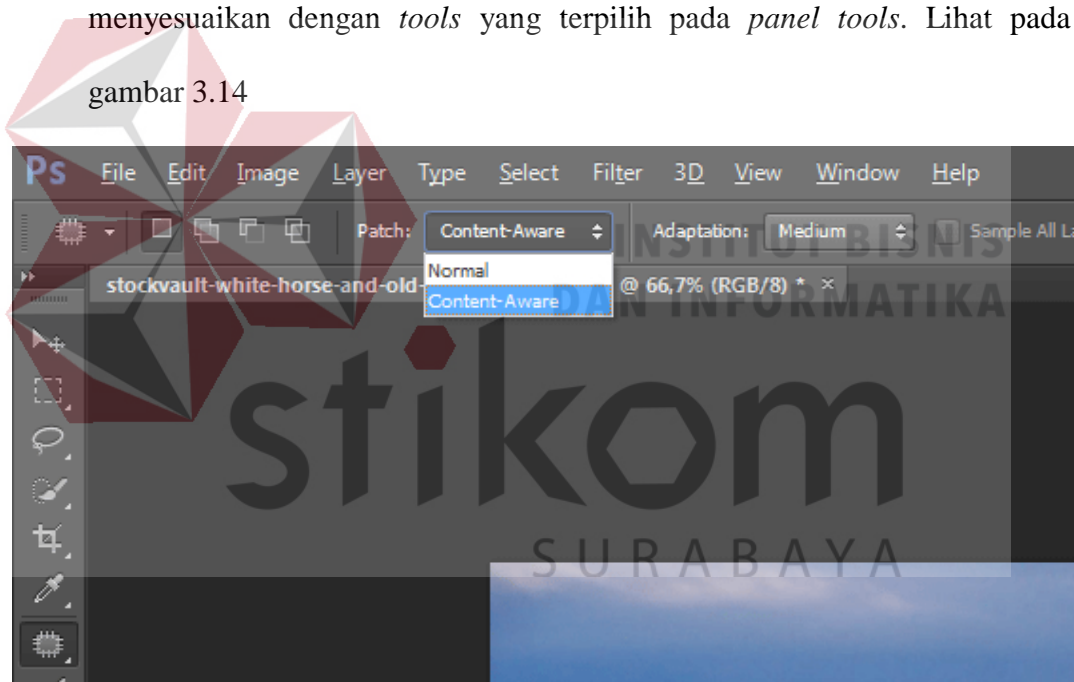 menyesuaikan dengan tools yang terpilih pada panel tools. Lihat pada
gambar 3.14
Ps File Edit Image Layer Type Select Filter 3D View Window Help
Patch: Content-Aware Adaptation: Medium Sample All La
Normal
Content-Aware
stockvault-white-horse-and-old- @ 66,7% (RGB/8) * ×
INSTITUT BISNIS
DAN INFORMATIKA
stikom
SURABAYA